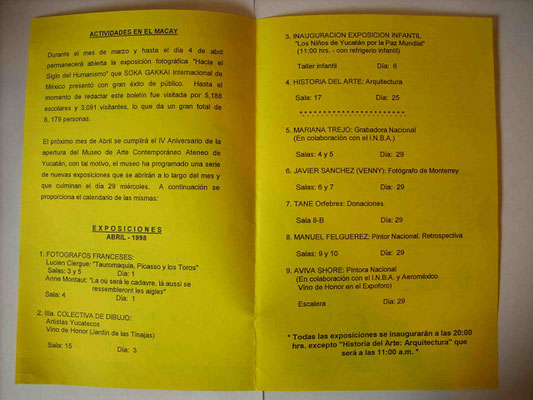 ACTIVIDADES EN EL MACAY
Durante el mes de marzo y hasta el día 4 de abril
permanecerá abierta la exposición fotográfica "Hacia el
Siglo del Humanismo" que SOKA GAKKAI Internacional de
México presentó con gran éxito de público. Hasta el
momento de redactar este boletín fue visitada por 5,188
escolares y 3,091 visitantes, lo que da un gran total de
8, 179 personas.
El próximo mes de Abril se cumplirá el IV Aniversario de la
apertura del Museo de Arte Contemporáneo Ateneo de
Yucatán, con tal motivo, el museo ha programado una serie
de nuevas exposiciones que se abrirán a lo largo del mes y
que culminan el día 29 miércoles. A continuación se
proporciona el calendario de las mismas:
EXPOSICIONES
ABRIL - 1998
1. FOTOGRAFOS FRANCESES:
Lucien Clergue: "Tauromaquia, Picasso y los Toros"
Salas: 3 y 5 Día: 1
Anne Montaut: "La oú será le cadavre, lá aussi se
ressembleront les aigles"
Sala: 4 Día: 1
2. IIIa. COLECTIVA DE DIBUJO:
Artistas Yucatecos
Vino de Honor (Jardín de las Tinajas)
Sala: 15 Día: 3
3. INAUGURACION EXPOSICION INFANTIL
"Los Niños de Yucatán por la Paz Mundial"
(11:00 hrs. - con refrigerio infantil)
Taller infantil Día: 6
4. HISTORIA DEL ARTE: Arquitectura
Sala: 17 Día: 25
* * * * * * * * * * * * * * * * * * * * * * *
5. MARIANA TREJO: Grabadora Nacional
(En colaboración con el I.N.B.A.)
Salas: 4 y 5 Día: 29
6. JAVIER SANCHEZ (VENNY): Fotógrafo de Monterrey
Salas: 6 y 7 Día: 29
7. TANE Orfebres: Donaciones
Sala 8-B Día: 29
8. MANUEL FELGUEREZ: Pintor Nacional. Retrospectiva
Salas: 9 y 10 Día: 29
9. AVIVA SHORE: Pintora Nacional
(En colaboración con el I.N.B.A. y Aeroméxico
Vino de Honor en el Expoforo)
Escalera Día: 29
* Todas las exposiciones se inaugurarán a las 20:00
hrs. excepto "Historia del Arte: Arquitectura" que
será a las 11:00 a.m. *